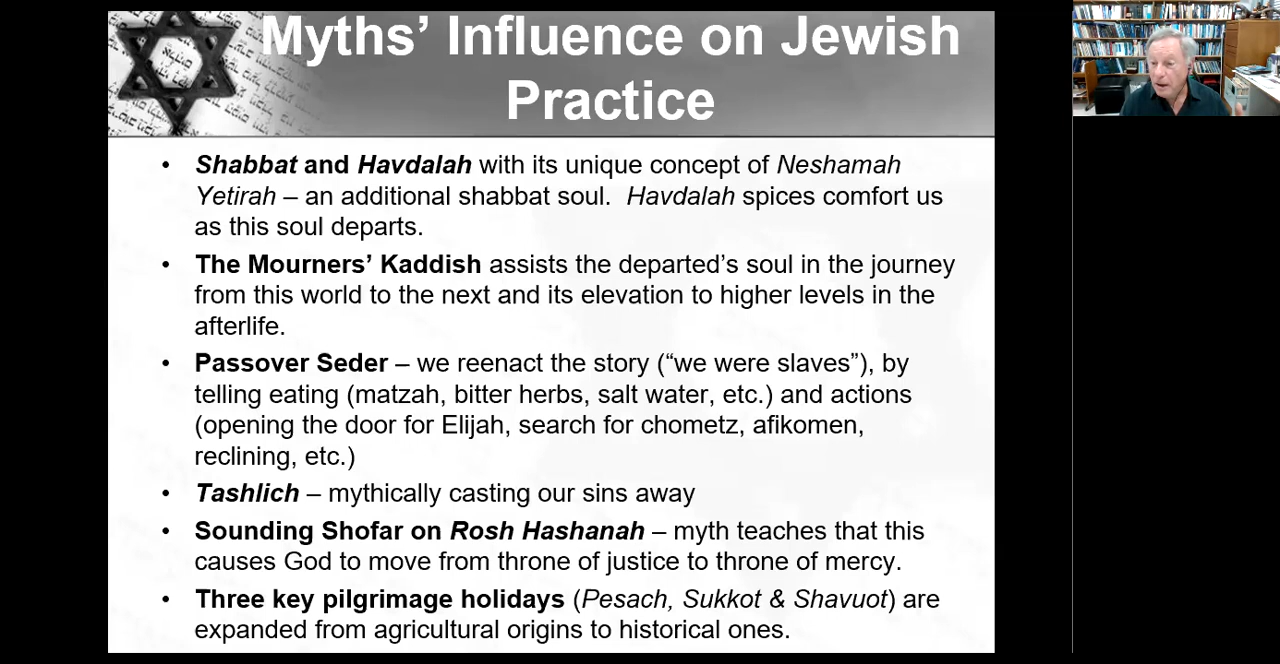 Myths’ Influence on Jewish
Practice
• Shabbat and Havdalah with its unique concept of Neshamah
Yetirah – an additional shabbat soul.  Havdalah spices comfort us
as this soul departs.
• The Mourners’ Kaddish assists the departed’s soul in the journey
from this world to the next and its elevation to higher levels in the
afterlife.
• Passover Seder – we reenact the story (“we were slaves”), by
telling eating (matzah, bitter herbs, salt water, etc.) and actions
(opening the door for Elijah, search for chometz, afikomen,
reclining, etc.)
• Tashlich – mythically casting our sins away
• Sounding Shofar on Rosh Hashanah – myth teaches that this
causes God to move from throne of justice to throne of mercy.
• Three key pilgrimage holidays (Pesach, Sukkot & Shavuot) are
expanded from agricultural origins to historical ones.